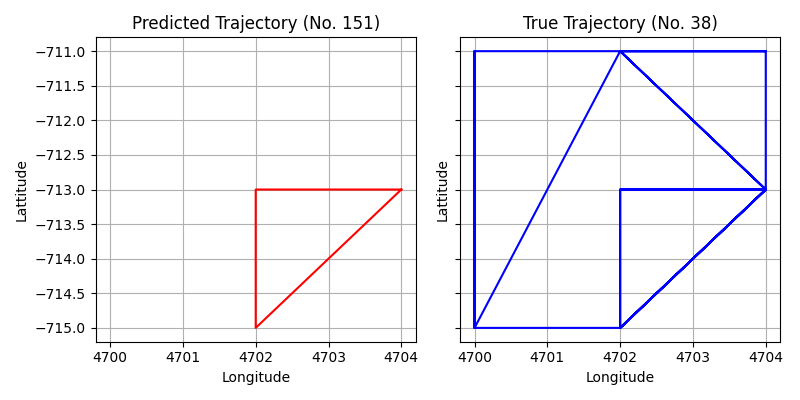 Predicted Trajectory (No. 151)
True Trajectory (No. 38)
−711.0
−711.5
−712.0
−712.5
−713.0
−713.5
−714.0
−714.5
−715.0
Lattitude
Lattitude
4700 4701 4702 4703 4704
4700 4701 4702 4703 4704
Longitude
Longitude